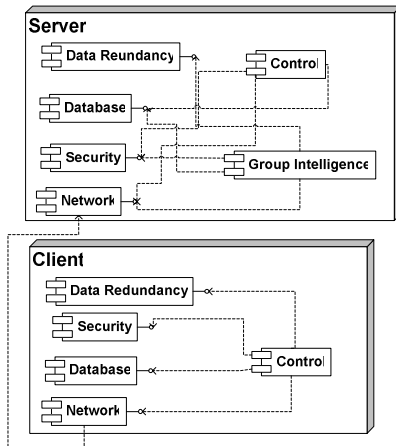 Server
Data Reundancy
Control
Database
Security
Group Intelligence
Network
Client
Data Redundancy
Security
Control
Database
Network